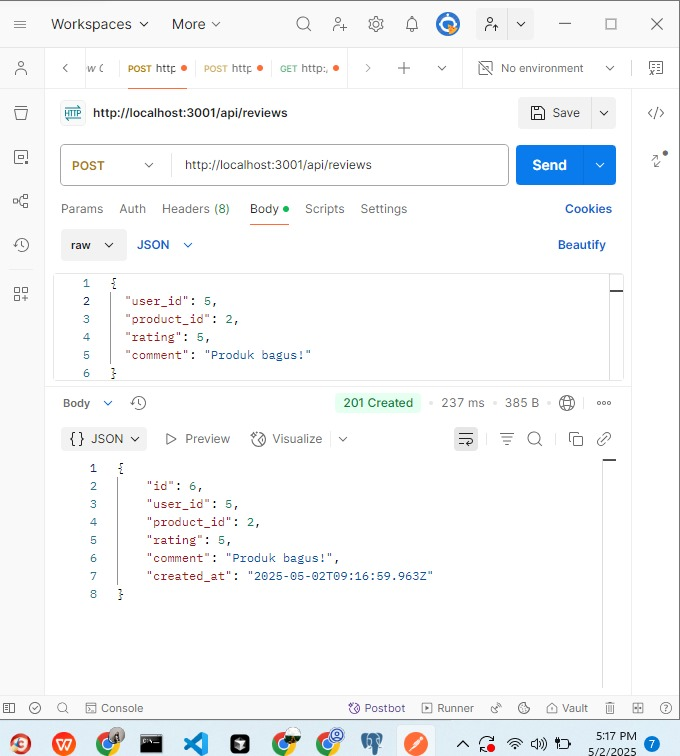 Workspaces More
w ( POST http POST http GET http:, No environment
HTTP http://localhost:3001/api/reviews Save
POST http://localhost:3001/api/reviews Send
Params Auth Headers (8) Body Scripts Settings Cookies
raw JSON Beautify
1 {
2 "user_id": 5,
3 "product_id": 2,
4 "rating": 5,
5 "comment": "Produk bagus!"
6 }
Body 201 Created 237 ms 385 B
{} JSON Preview Visualize
1 {
2 "id": 6,
3 "user_id": 5,
4 "product_id": 2,
5 "rating": 5,
6 "comment": "Produk bagus!",
7 "created_at": "2025-05-02T09:16:59.963Z"
8 }
Console Postbot Runner Vault
5:17 PM
5/2/2025 7